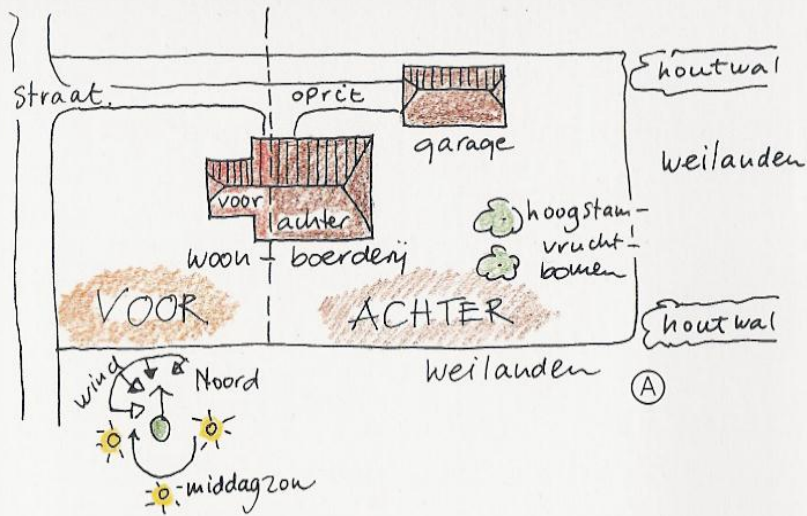 straat.
oprit
garage
houtwal
weilanden
voor
achter
woon-boerderij
hoogstam-
vrucht-
bomen
VOOR
ACHTER
houtwal
weilanden
A
wind
Noord
middagzon